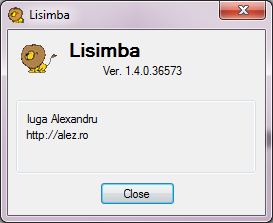 Lisimba
Lisimba
Ver. 1.4.0.36573
Iuga Alexandru
http://alez.ro
Close